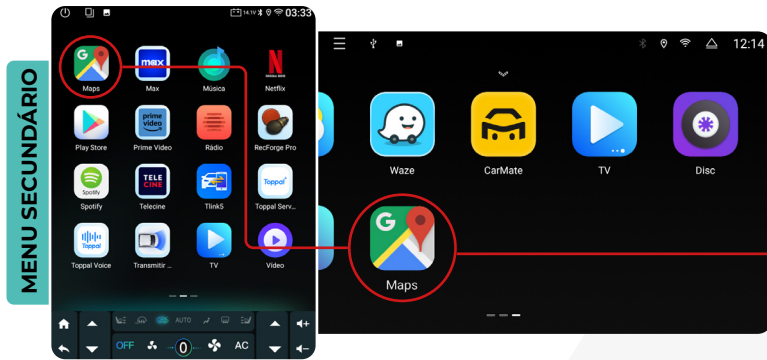 MENU SECUNDÁRIO
14.1V 03:33
Maps
Max
Música
Netflix
Play Store
Prime Video
Rádio
RecForge Pro
Spotify
Telecine
Tlink5
Toppal Serv...
Toppal Voice
Transmitir ...
TV
Vídeo
G
max
N
prime
video
Spotify
TELE
CINE
Toppal
Toppal
AUTO
OFF
0
AC
12:14
Waze
CarMate
TV
Disc
G
Maps